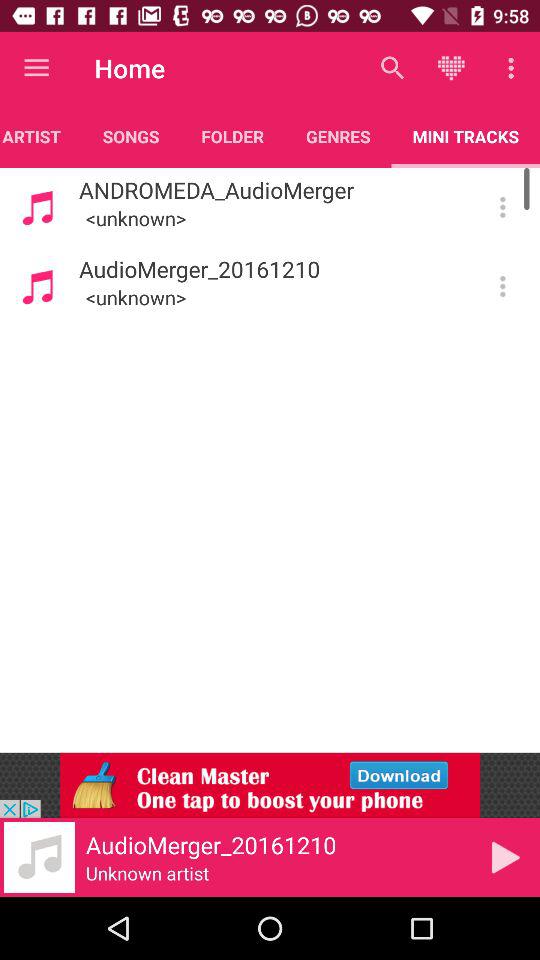 9:58
Home
ARTIST SONGS FOLDER GENRES MINI TRACKS
ANDROMEDA_AudioMerger
<unknown>
AudioMerger_20161210
<unknown>
Clean Master Download
One tap to boost your phone
AudioMerger_20161210
Unknown artist